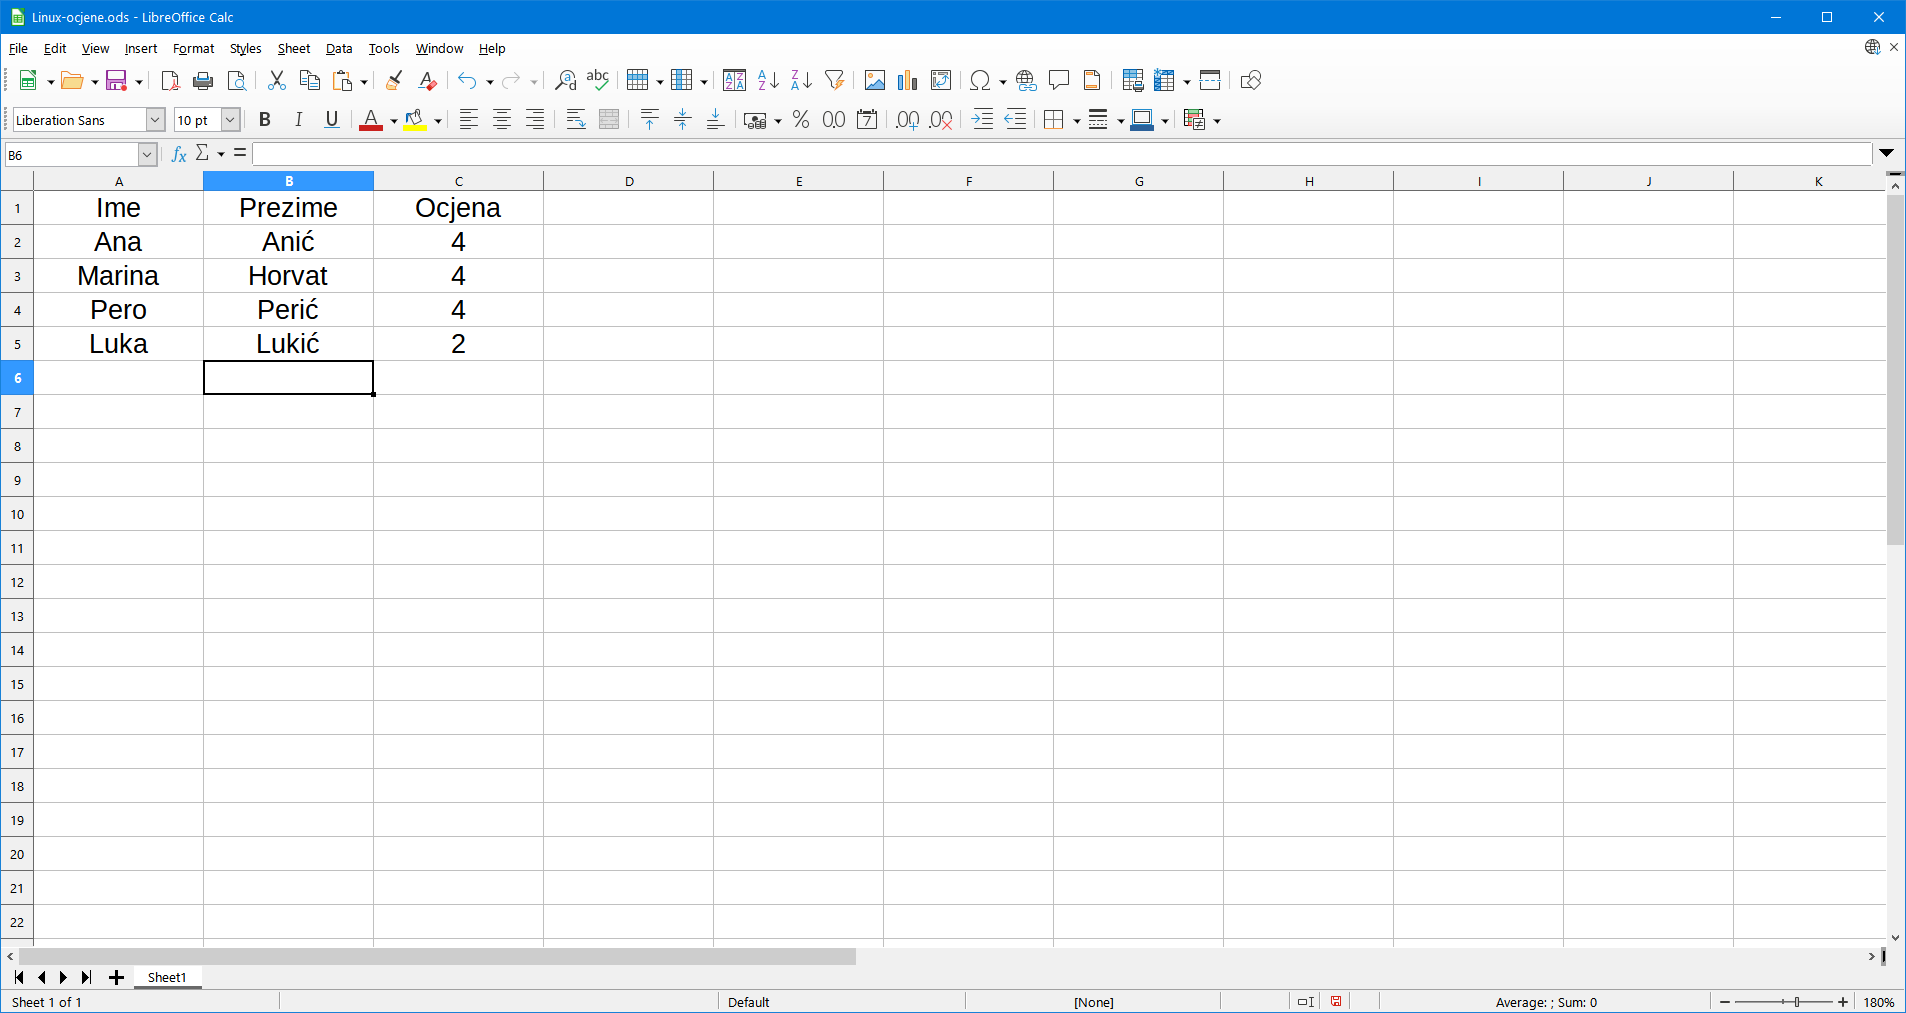 Linux-ocjene.ods - LibreOffice Calc
File Edit View Insert Format Styles Sheet Data Tools Window Help
Liberation Sans 10 pt
B6
A B C D E F G H I J K
1 Ime Prezime Ocjena
2 Ana Anić 4
3 Marina Horvat 4
4 Pero Perić 4
5 Luka Lukić 2
6
7
8
9
10
11
12
13
14
15
16
17
18
19
20
21
22
Sheet1
Sheet 1 of 1 Default [None] Average: ; Sum: 0 180%